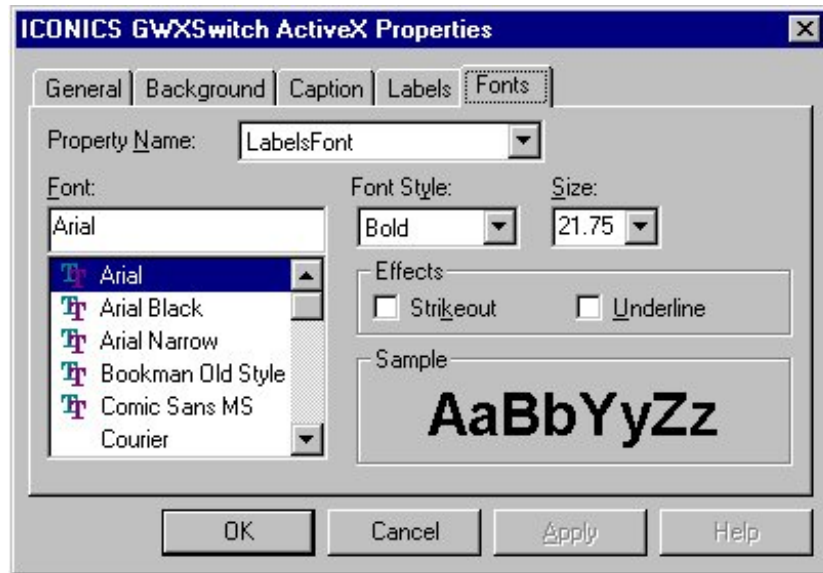 ICONICS GWXSwitch ActiveX Properties
General Background Caption Labels Fonts
Property Name: LabelsFont
Font: Font Style: Size:
Arial Bold 21.75
Arial
Arial Black
Arial Narrow
Bookman Old Style
Comic Sans MS
Courier
Effects
Strikeout Underline
Sample
AaBbYyZz
OK Cancel Apply Help